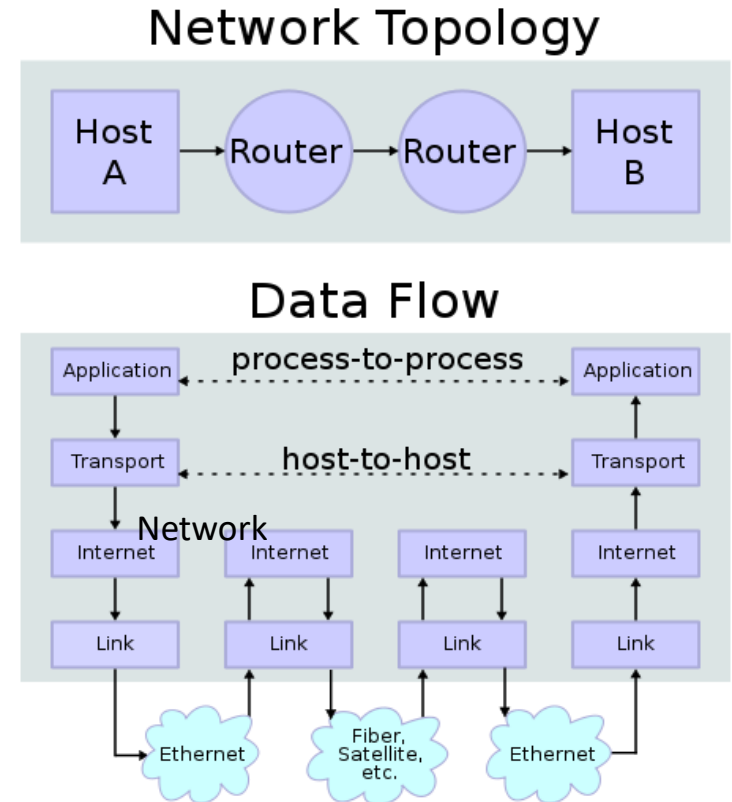 Network Topology
Host
A
Router
Router
Host
B
Data Flow
Application
process-to-process
Application
Transport
host-to-host
Transport
Network
Internet
Internet
Internet
Internet
Link
Link
Link
Link
Ethernet
Fiber,
Satellite,
etc.
Ethernet